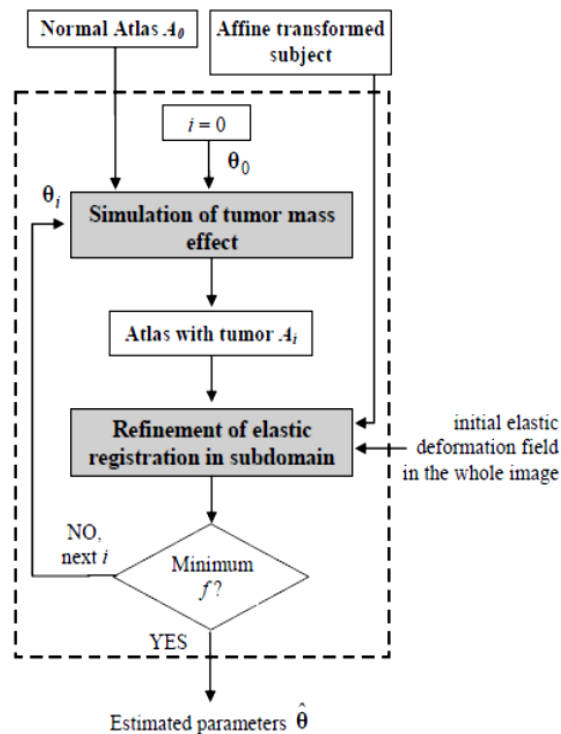 Normal Atlas A₀
Affine transformed
subject
i = 0
θ₀
θᵢ
Simulation of tumor mass
effect
Atlas with tumor Aᵢ
Refinement of elastic
registration in subdomain
initial elastic
deformation field
in the whole image
NO,
next i
Minimum
f?
YES
Estimated parameters θ̂